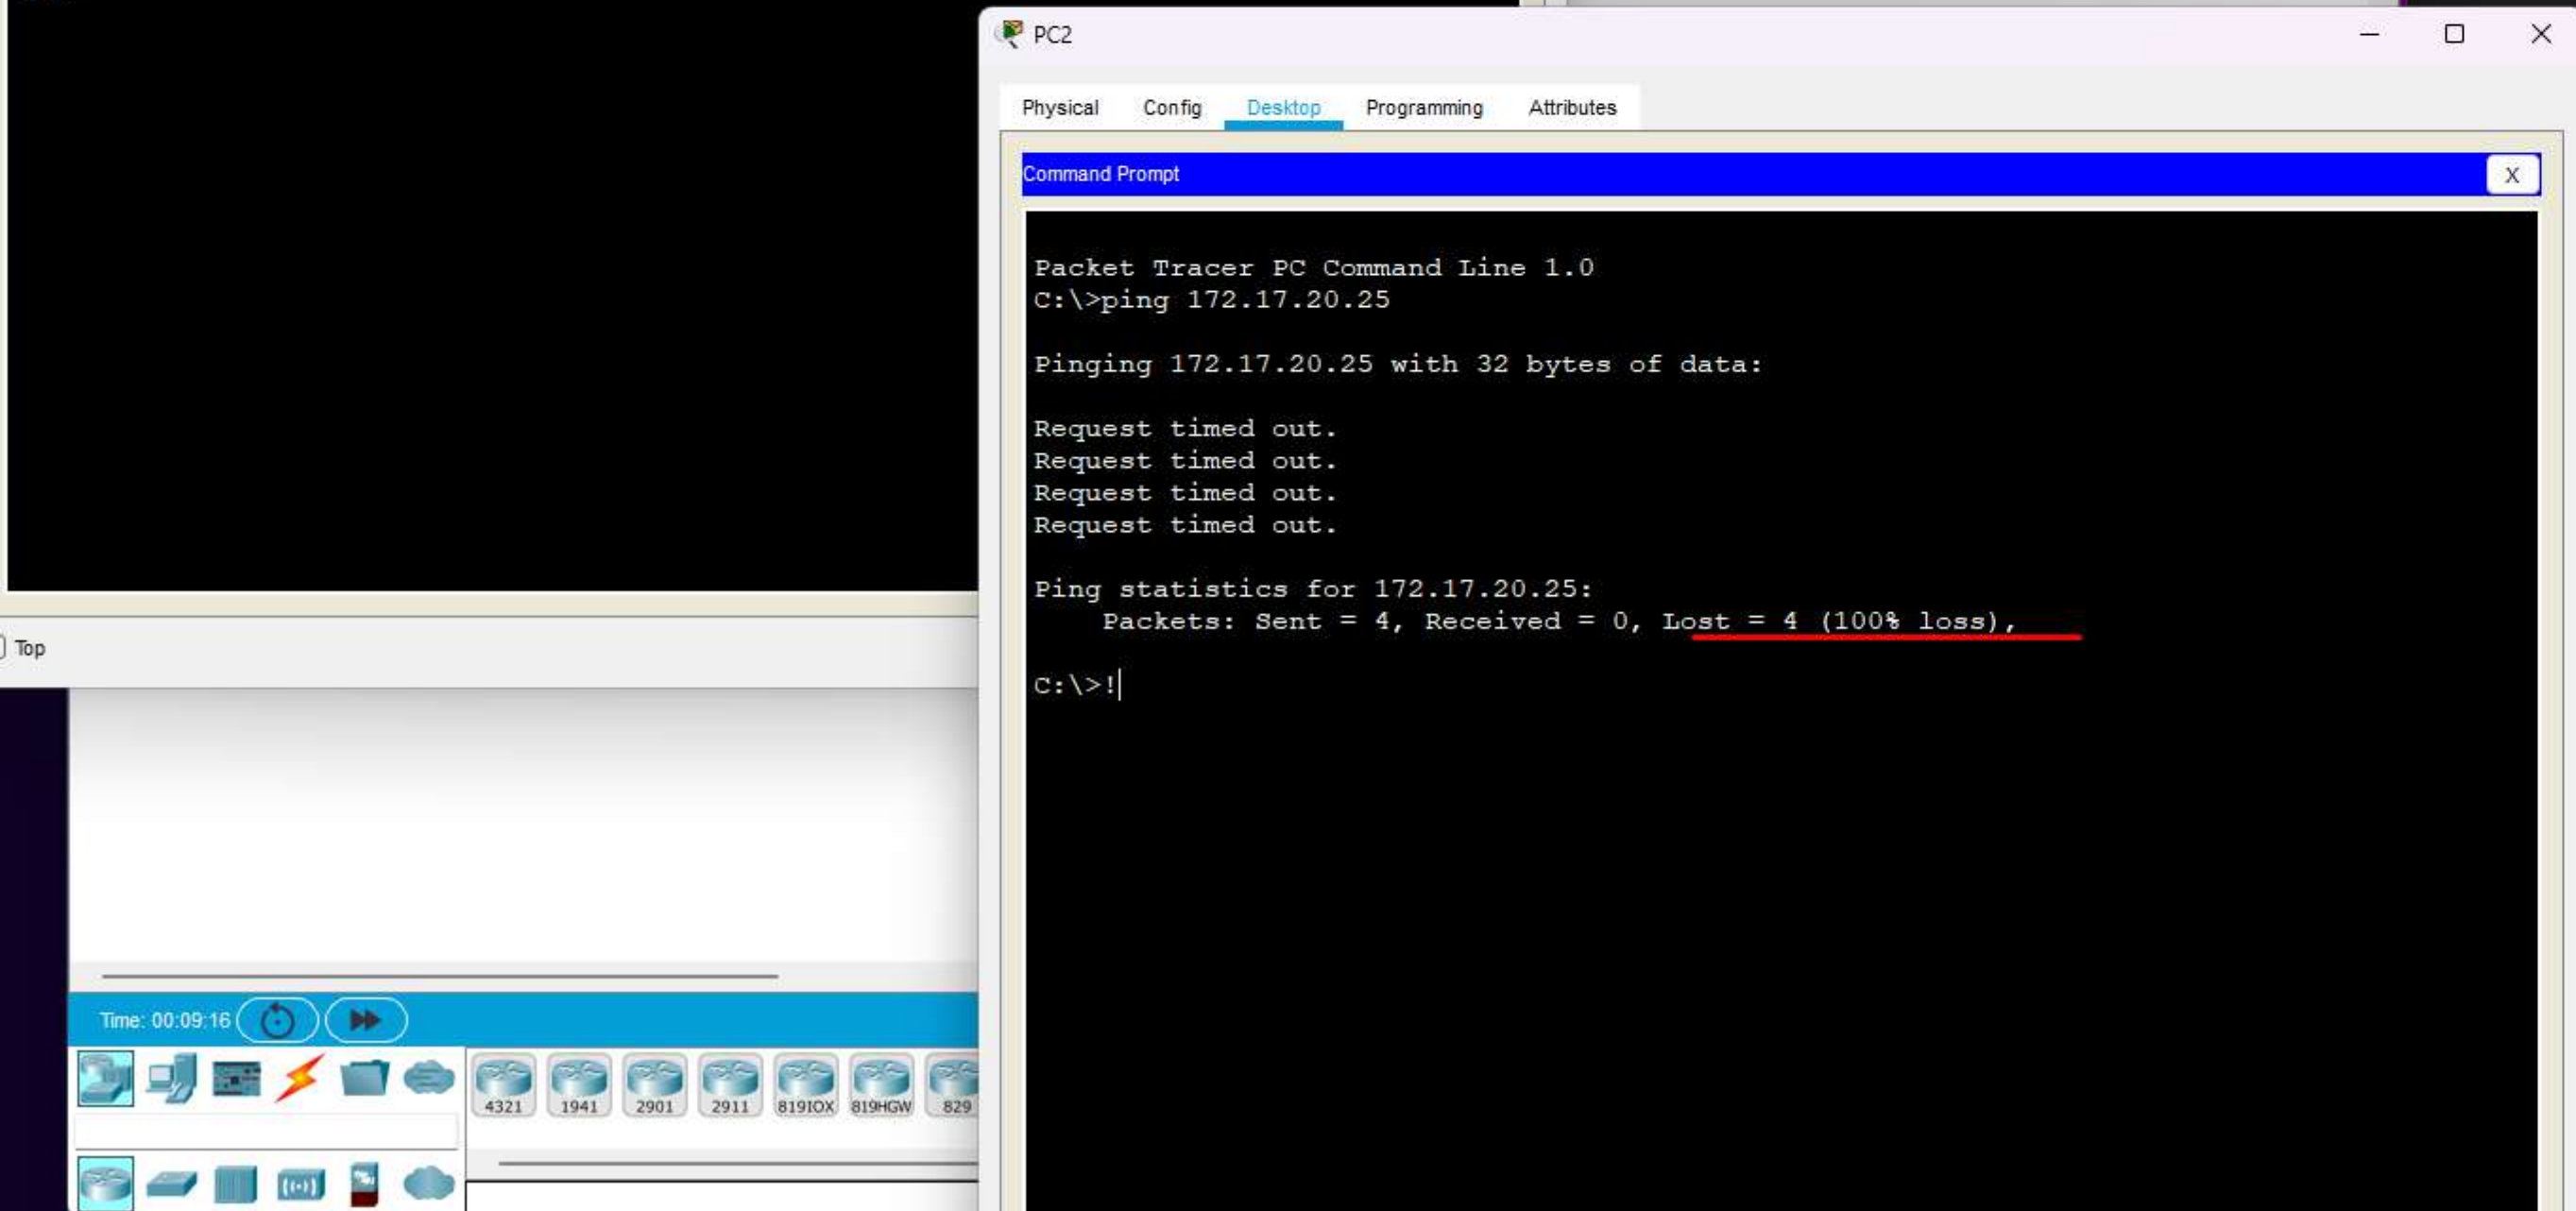 PC2
Physical Config Desktop Programming Attributes
Command Prompt
X
Packet Tracer PC Command Line 1.0
C:\>ping 172.17.20.25
Pinging 172.17.20.25 with 32 bytes of data:
Request timed out.
Request timed out.
Request timed out.
Request timed out.
Ping statistics for 172.17.20.25:
Packets: Sent = 4, Received = 0, Lost = 4 (100% loss),
C:\>!
Top
Time: 00:09:16
4321 1941 2901 2911 819IOX 819HGW 829